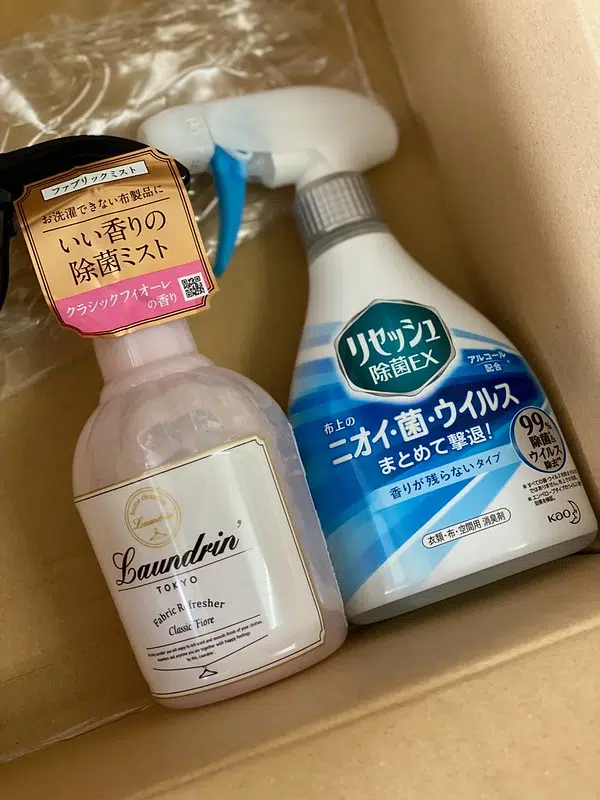 ファブリックミスト
お洗濯できない布製品に
いい香りの
除菌ミスト
クラシックフィオーレ
の香り
Laundrin'
Laundrin'
TOKYO
Fabric Refresher
Classic Fiore
リセッシュ
除菌EX
アルコール
配合
布上の
ニオイ・菌・ウイルス
まとめて撃退!
香りが残らないタイプ
99%
除菌&
ウイルス
除去
衣類・布・空間用 消臭剤
Kao